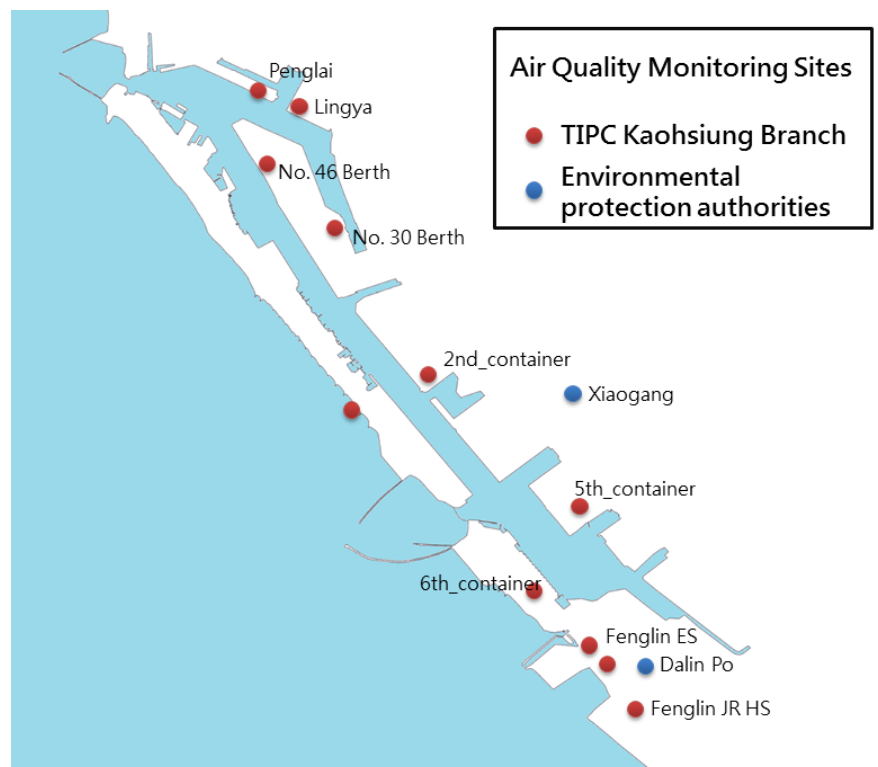 Air Quality Monitoring Sites
TIPC Kaohsiung Branch
Environmental
protection authorities
Penglai
Lingya
No. 46 Berth
No. 30 Berth
2nd_container
Xiaogang
5th_container
6th_container
Fenglin ES
Dalin Po
Fenglin JR HS